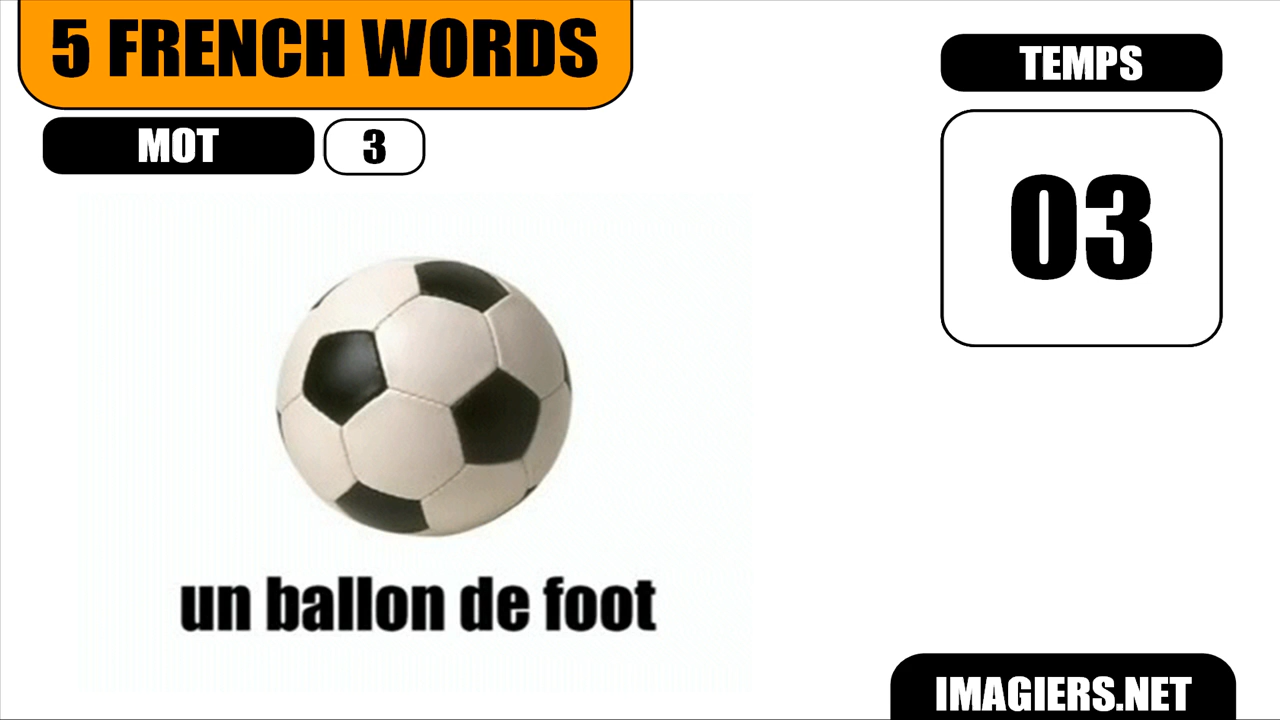 5 FRENCH WORDS
TEMPS
MOT 3
03
un ballon de foot
IMAGIERS.NET